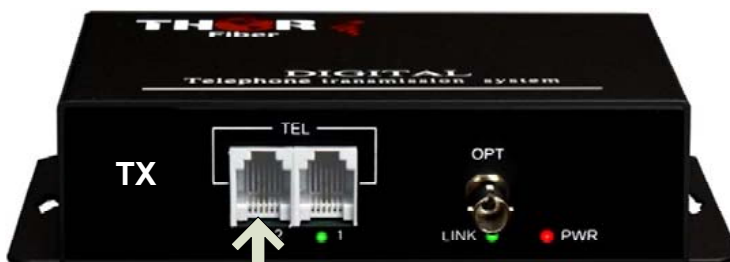 THOR
Fiber
DIGITAL
Telephone transmission system
TEL
TX
OPT
2 1
LINK PWR